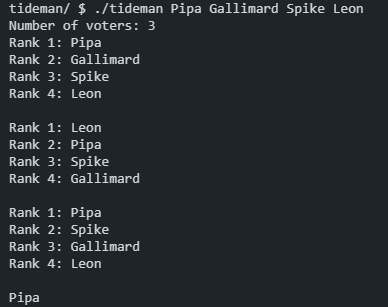 tideman/ $ ./tideman Pipa Gallimard Spike Leon
Number of voters: 3
Rank 1: Pipa
Rank 2: Gallimard
Rank 3: Spike
Rank 4: Leon

Rank 1: Leon
Rank 2: Pipa
Rank 3: Spike
Rank 4: Gallimard

Rank 1: Pipa
Rank 2: Spike
Rank 3: Gallimard
Rank 4: Leon

Pipa